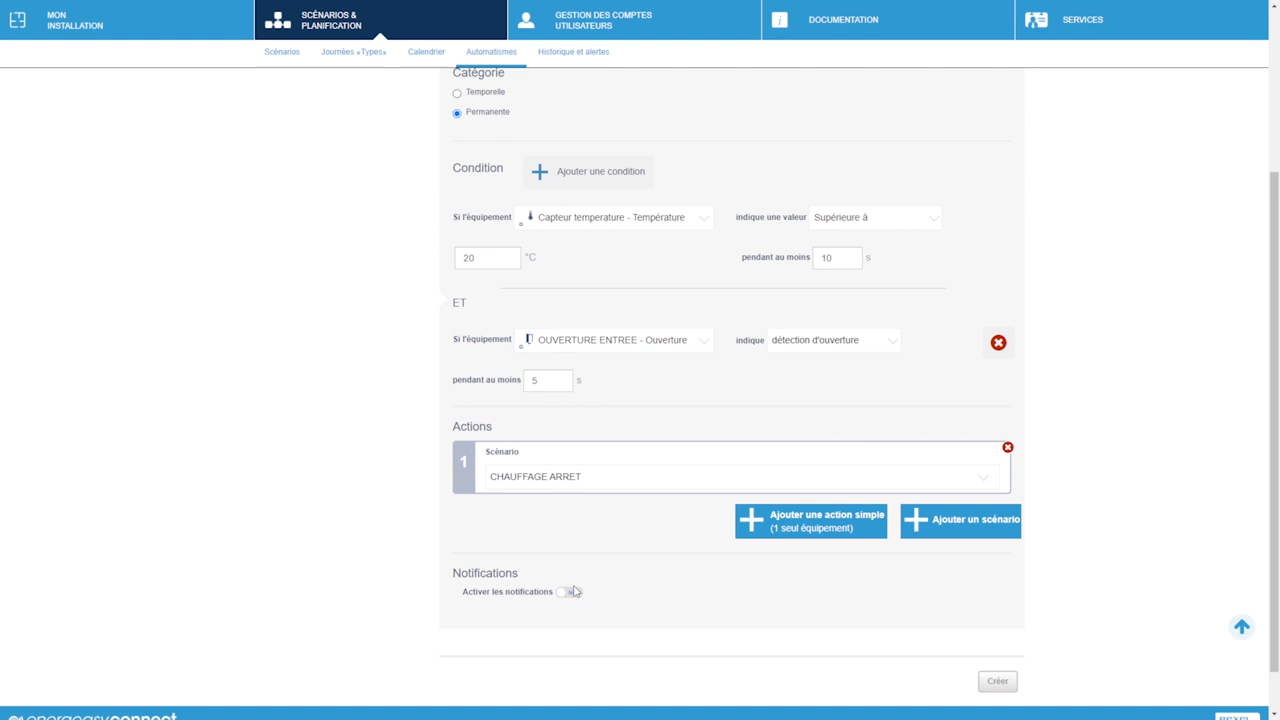 MON
INSTALLATION
SCÉNARIOS &
PLANIFICATION
GESTION DES COMPTES
UTILISATEURS
DOCUMENTATION
SERVICES
Scénarios
Journées «Types»
Calendrier
Automatismes
Historique et alertes
Catégorie
Temporelle
Permanente
Condition
Ajouter une condition
Si l'équipement
Capteur temperature - Température
indique une valeur
Supérieure à
20
°C
pendant au moins
10
s
ET
Si l'équipement
OUVERTURE ENTREE - Ouverture
indique
détection d'ouverture
pendant au moins
5
s
Actions
1
Scénario
CHAUFFAGE ARRET
Ajouter une action simple
(1 seul équipement)
Ajouter un scénario
Notifications
Activer les notifications
Créer
energeasyconnect
REXEL